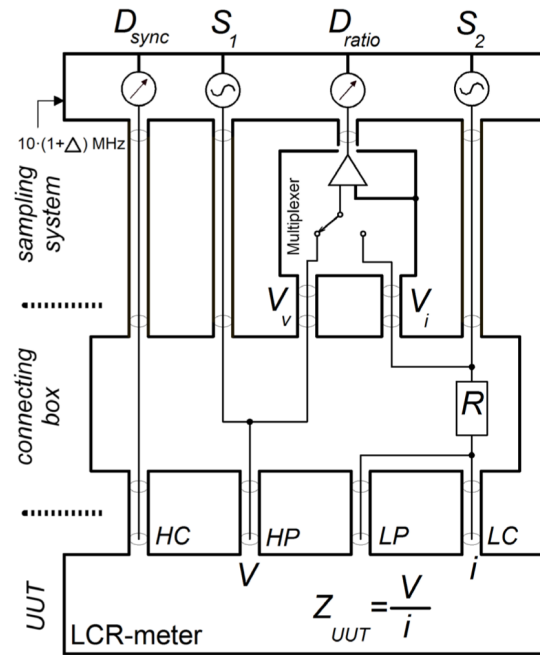 D_sync S_1 D_ratio S_2
10·(1+Δ) MHz
sampling
system
Multiplexer
V_v V_i
connecting
box
R
HC HP LP LC
V i
UUT
LCR-meter
Z_UUT = V/i